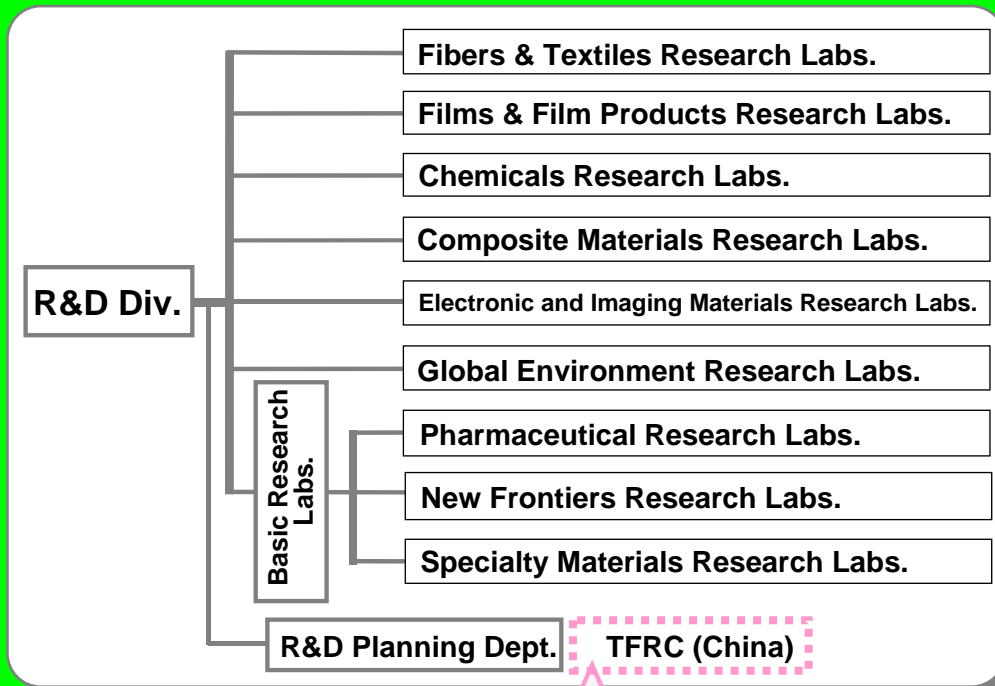 Fibers & Textiles Research Labs.
Films & Film Products Research Labs.
Chemicals Research Labs.
Composite Materials Research Labs.
R&D Div.
Electronic and Imaging Materials Research Labs.
Global Environment Research Labs.
Basic Research
Labs.
Pharmaceutical Research Labs.
New Frontiers Research Labs.
Specialty Materials Research Labs.
R&D Planning Dept.
TFRC (China)